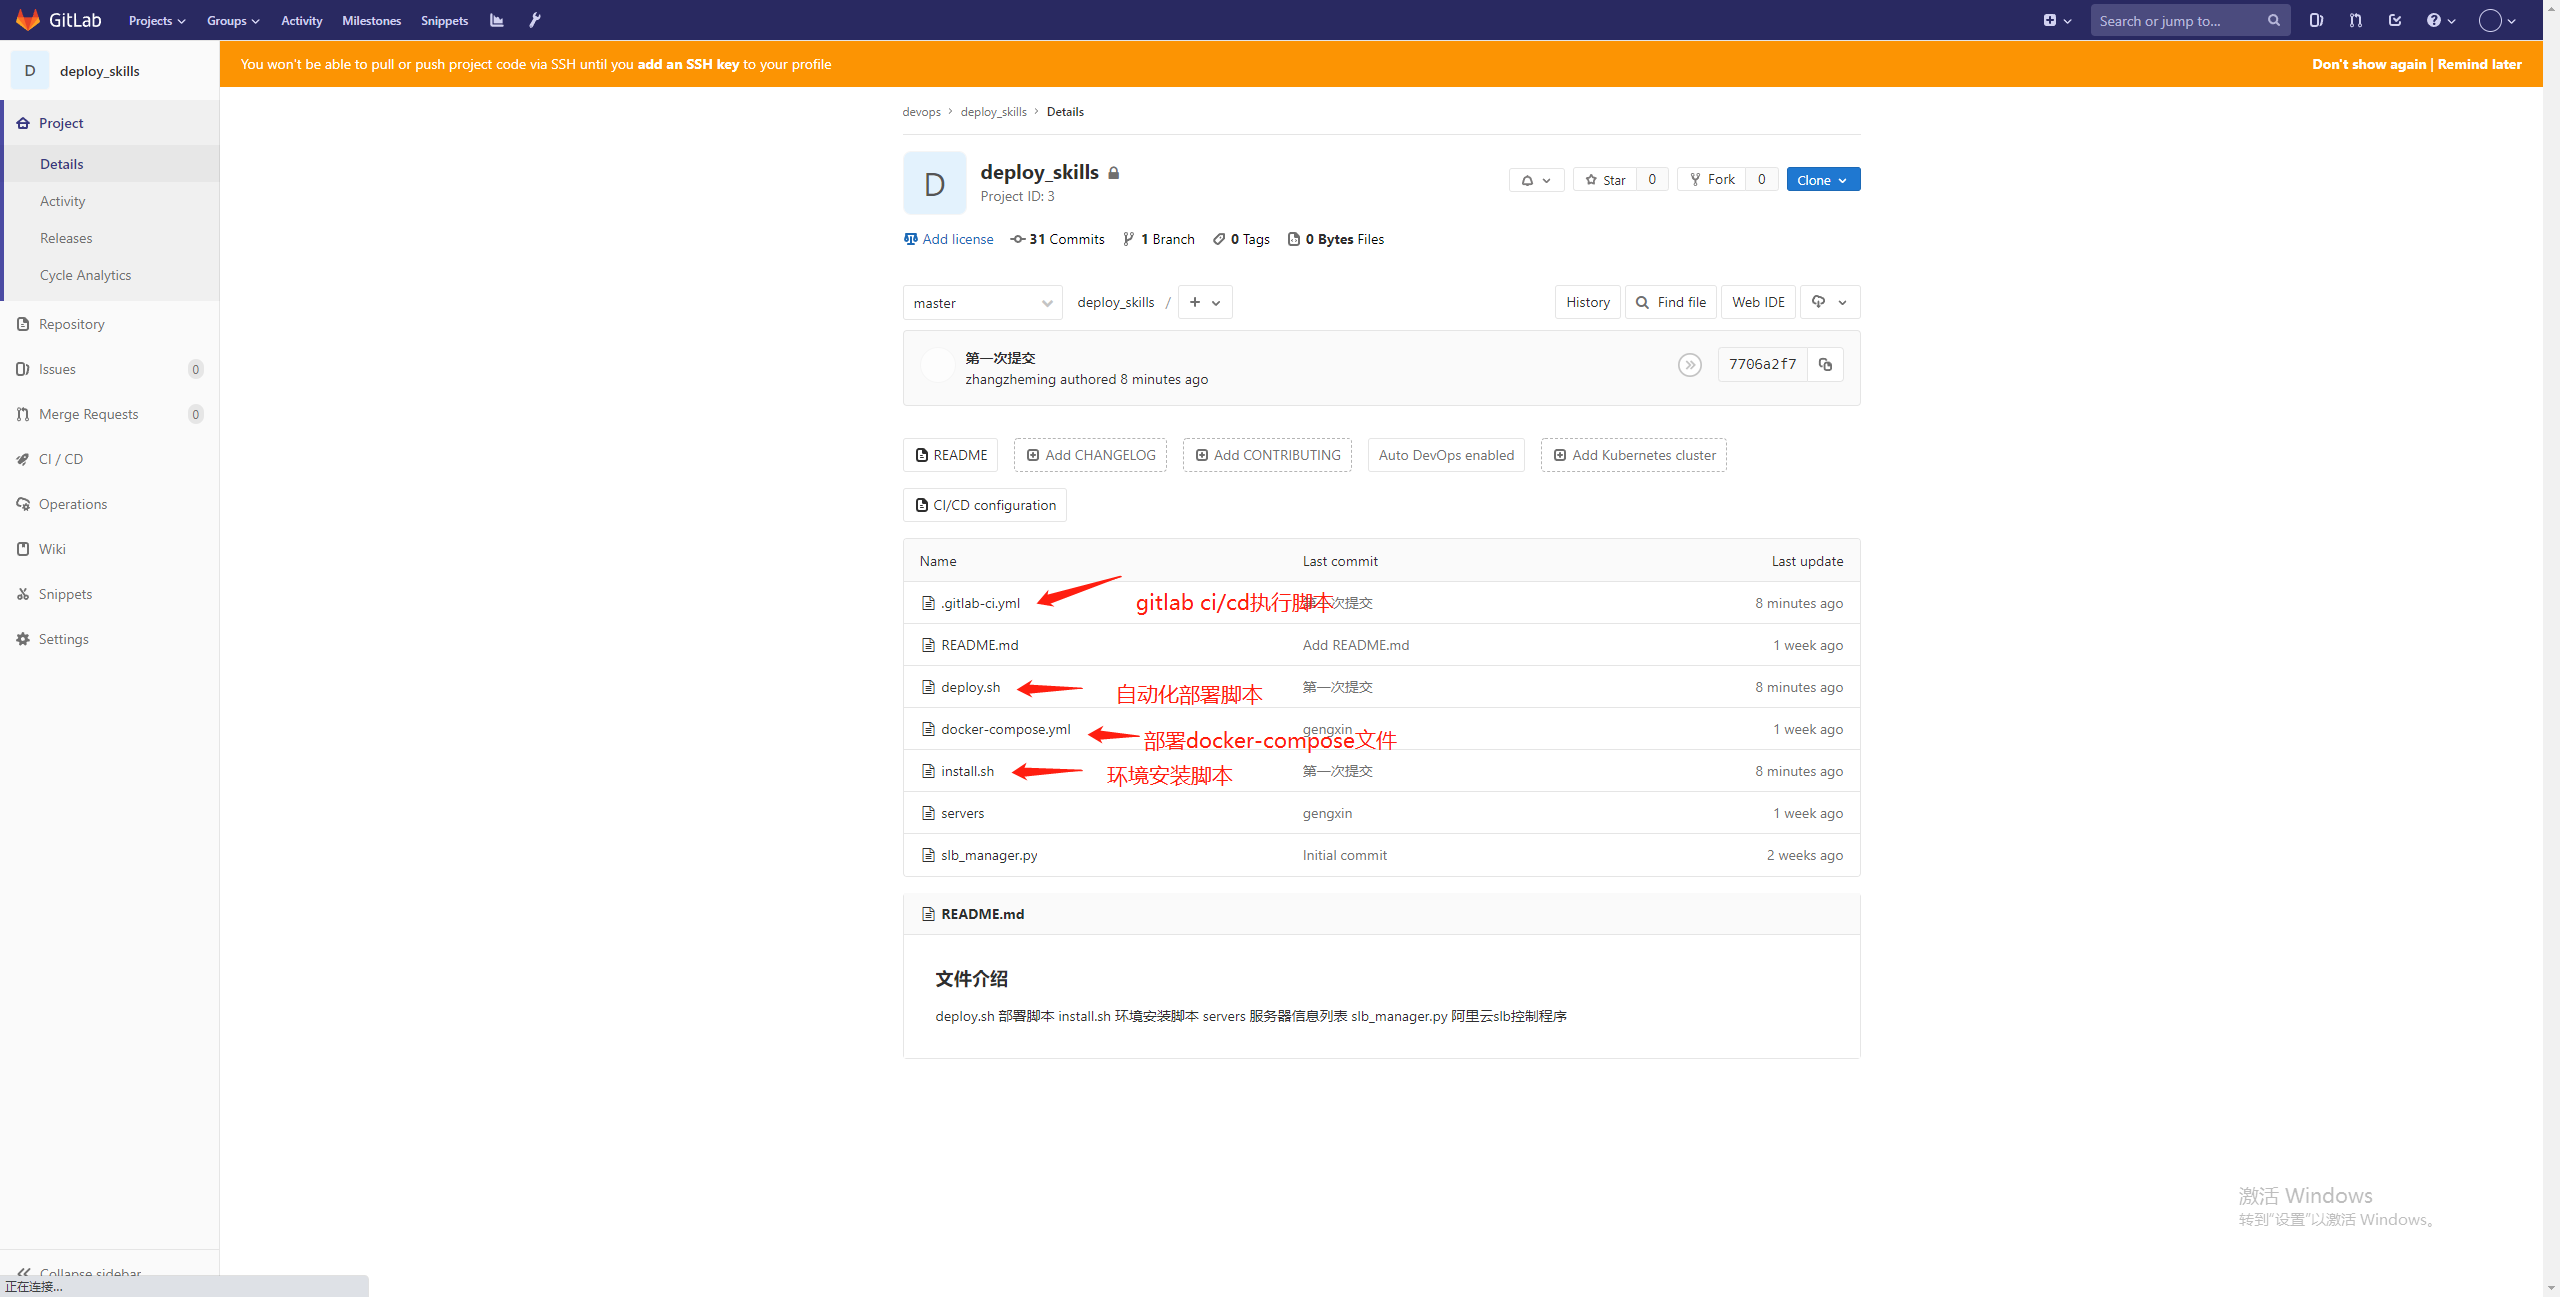 GitLab Projects Groups Activity Milestones Snippets Search or jump to...
D deploy_skills
You won't be able to pull or push project code via SSH until you add an SSH key to your profile Don't show again | Remind later
Project
Details
Activity
Releases
Cycle Analytics
Repository
Issues 0
Merge Requests 0
CI / CD
Operations
Wiki
Snippets
Settings
Collapse sidebar
正在连接...
devops › deploy_skills › Details
D
deploy_skills
Project ID: 3
Star 0 Fork 0 Clone
Add license 31 Commits 1 Branch 0 Tags 0 Bytes Files
master deploy_skills / + History Find file Web IDE
第一次提交
zhangzheming authored 8 minutes ago
7706a2f7
README Add CHANGELOG Add CONTRIBUTING Auto DevOps enabled Add Kubernetes cluster
CI/CD configuration
Name Last commit Last update
.gitlab-ci.yml gitlab ci/cd执行脚本 第一次提交 8 minutes ago
README.md Add README.md 1 week ago
deploy.sh 自动化部署脚本 第一次提交 8 minutes ago
docker-compose.yml 部署docker-compose文件 gengxin 1 week ago
install.sh 环境安装脚本 第一次提交 8 minutes ago
servers gengxin 1 week ago
slb_manager.py Initial commit 2 weeks ago
README.md
文件介绍
deploy.sh 部署脚本 install.sh 环境安装脚本 servers 服务器信息列表 slb_manager.py 阿里云slb控制程序
激活 Windows
转到"设置"以激活 Windows。